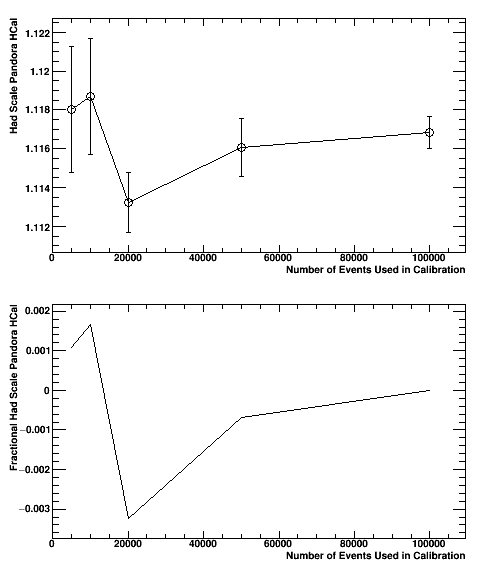 Had Scale Pandora HCal
1.122
1.12
1.118
1.116
1.114
1.112
0 20000 40000 60000 80000 100000
Number of Events Used in Calibration
Fractional Had Scale Pandora HCal
0.002
0.001
0
−0.001
−0.002
−0.003
0 20000 40000 60000 80000 100000
Number of Events Used in Calibration